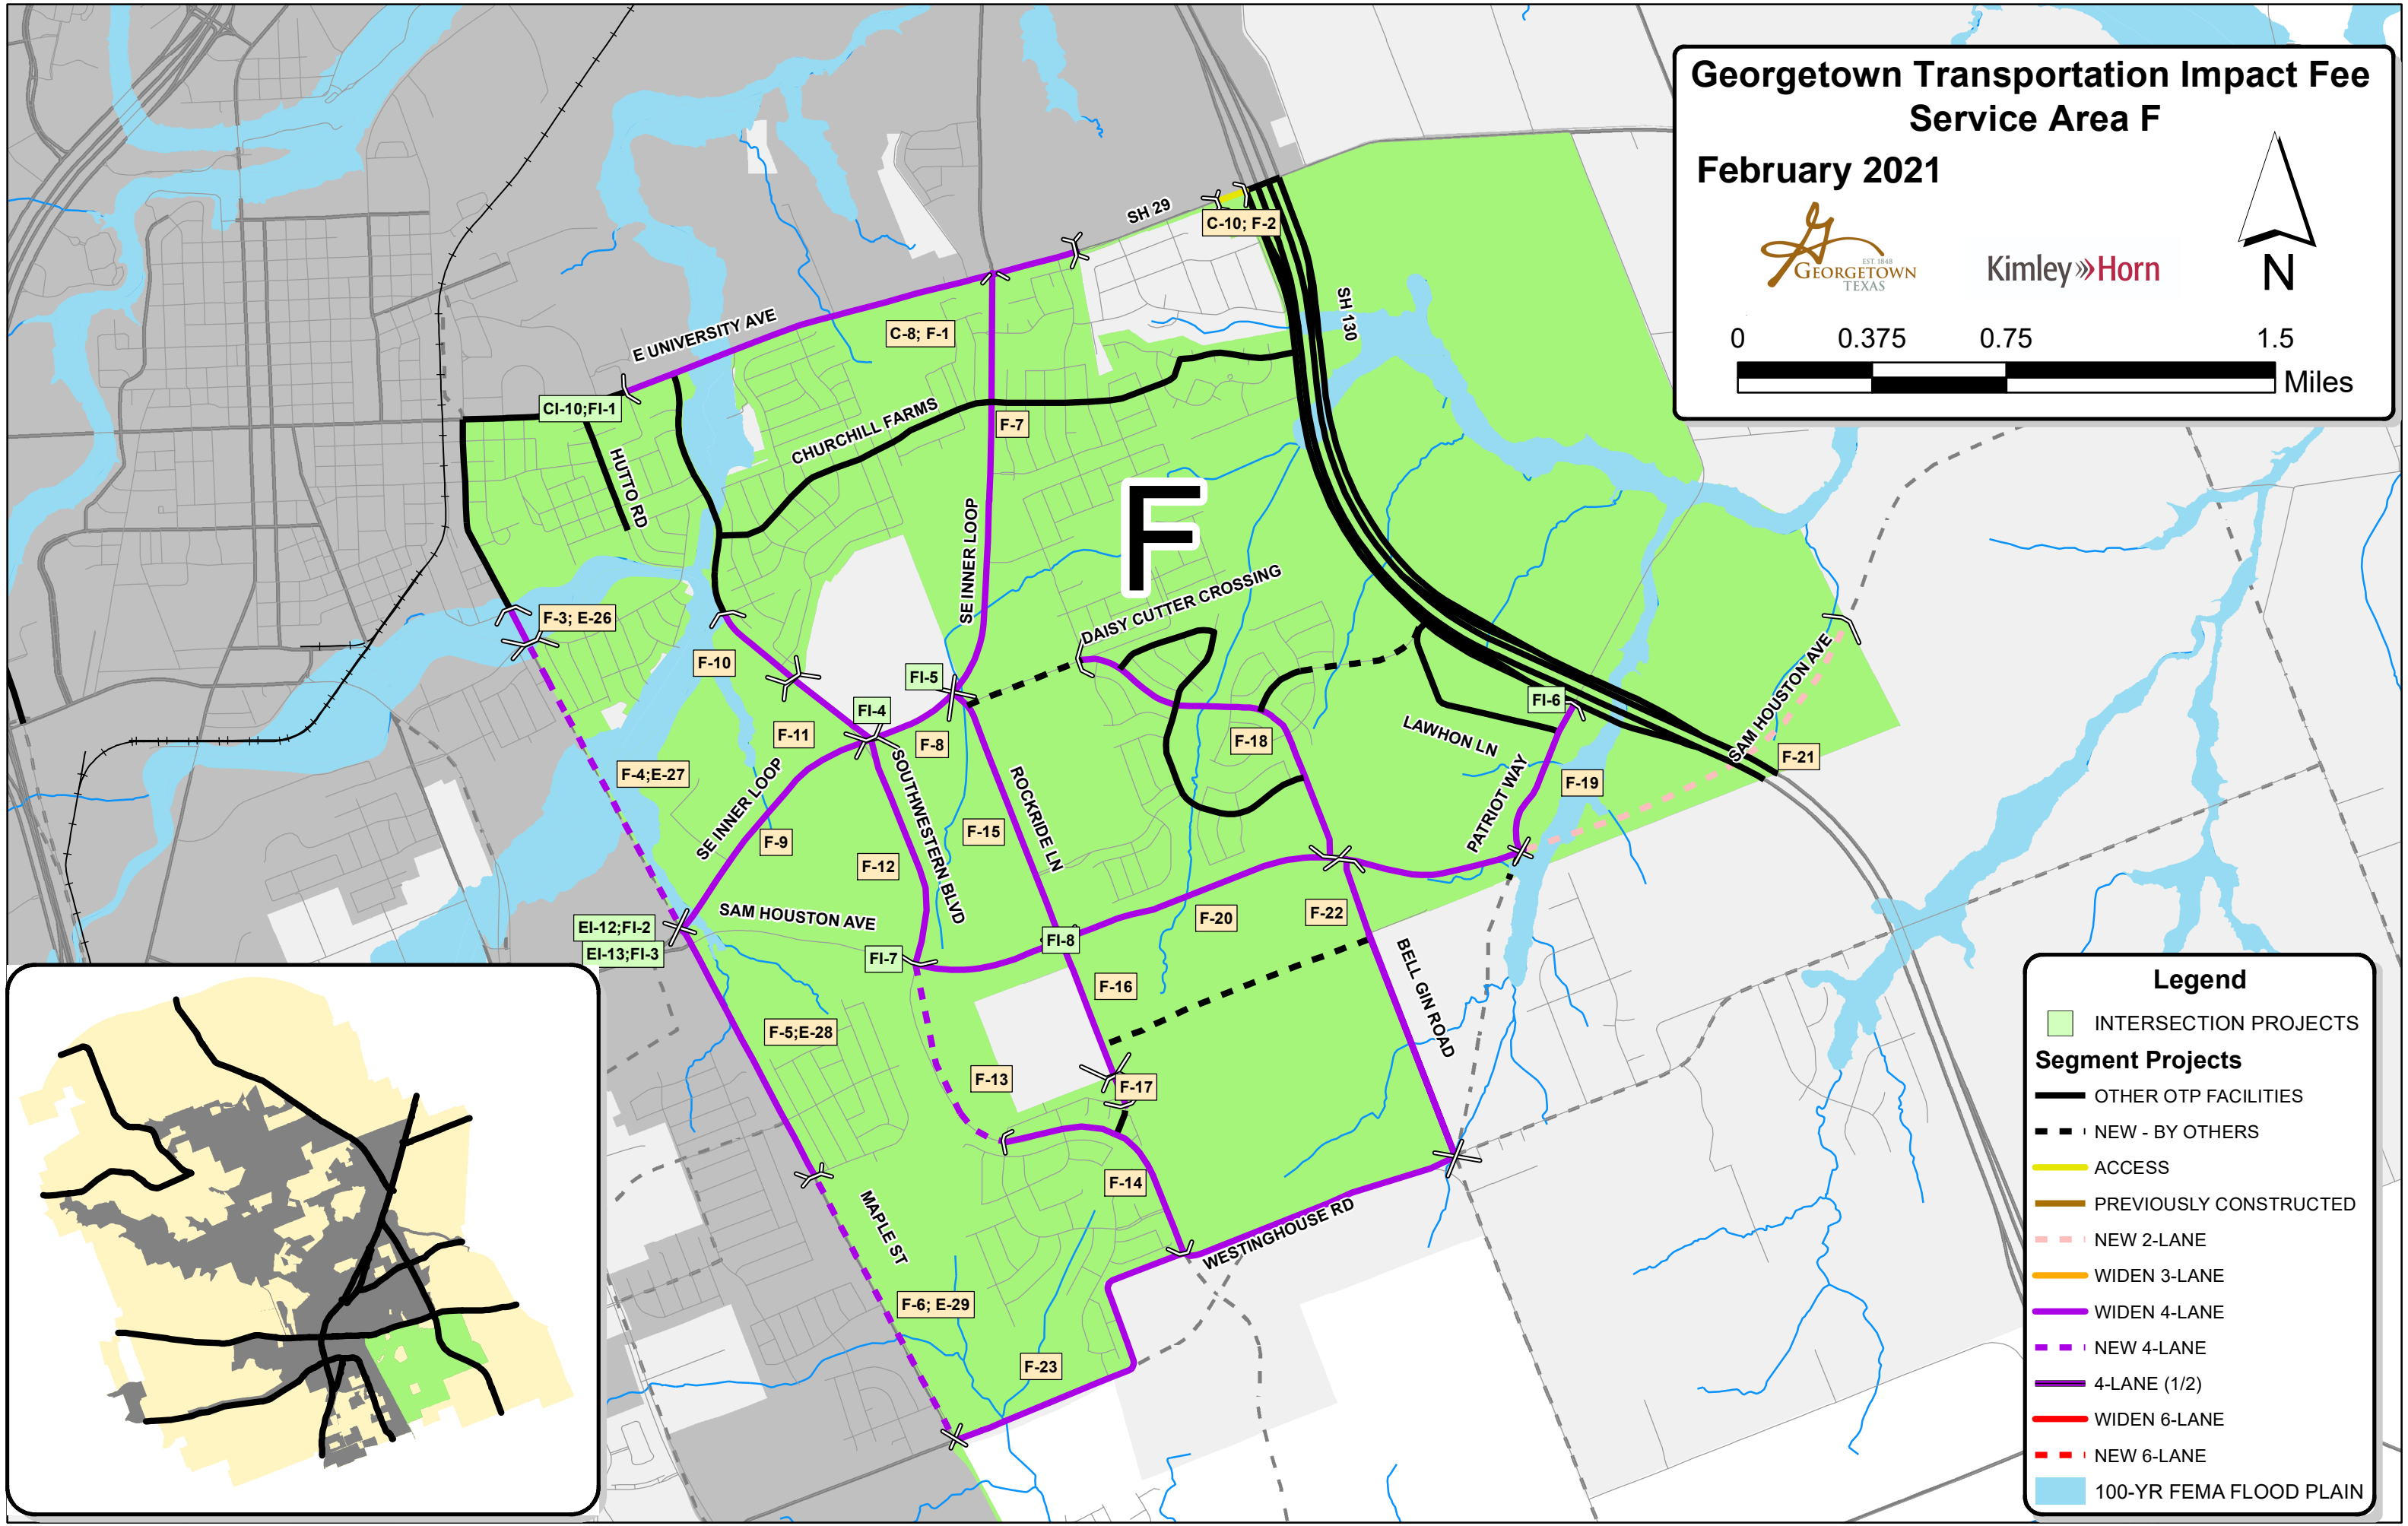 Georgetown Transportation Impact Fee
Service Area F
February 2021
EST. 1848
GEORGETOWN
TEXAS
Kimley»Horn
N
0 0.375 0.75 1.5
Miles
SH 29
C-10; F-2
SH 130
E UNIVERSITY AVE
C-8; F-1
CI-10;FI-1
HUTTO RD
CHURCHILL FARMS
F-7
SE INNER LOOP
F
DAISY CUTTER CROSSING
F-3; E-26
F-10
FI-5
FI-4
F-11
F-8
F-18
LAWHON LN
FI-6
SAM HOUSTON AVE
F-21
F-4;E-27
SE INNER LOOP
F-9
SOUTHWESTERN BLVD
F-12
F-15
ROCKRIDE LN
PATRIOT WAY
F-19
SAM HOUSTON AVE
EI-12;FI-2
EI-13;FI-3
FI-7
FI-8
F-20
F-22
F-16
BELL GIN ROAD
F-5;E-28
F-13
F-17
F-14
MAPLE ST
WESTINGHOUSE RD
F-6; E-29
F-23
Legend
INTERSECTION PROJECTS
Segment Projects
OTHER OTP FACILITIES
NEW - BY OTHERS
ACCESS
PREVIOUSLY CONSTRUCTED
NEW 2-LANE
WIDEN 3-LANE
WIDEN 4-LANE
NEW 4-LANE
4-LANE (1/2)
WIDEN 6-LANE
NEW 6-LANE
100-YR FEMA FLOOD PLAIN